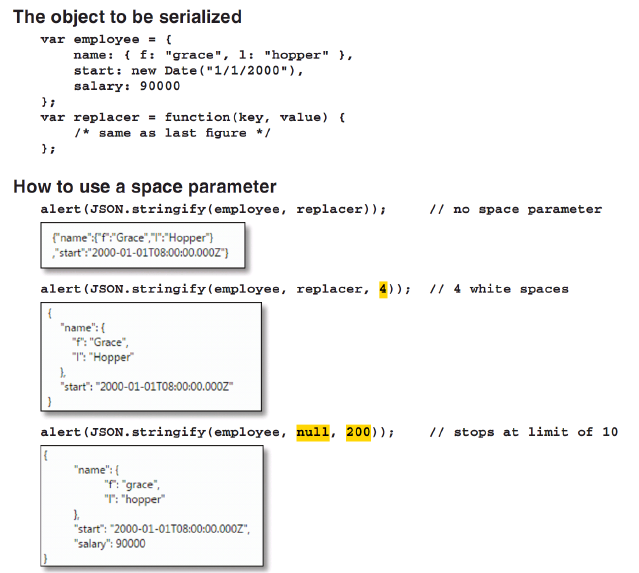 The object to be serialized
var employee = {
    name: { f: "grace", l: "hopper" },
    start: new Date("1/1/2000"),
    salary: 90000
};
var replacer = function(key, value) {
    /* same as last figure */
};
How to use a space parameter
alert(JSON.stringify(employee, replacer));     // no space parameter
{"name":{"f":"Grace","l":"Hopper"}
,"start":"2000-01-01T08:00:00.000Z"}
alert(JSON.stringify(employee, replacer, 4));  // 4 white spaces
{
    "name": {
        "f": "Grace",
        "l": "Hopper"
    },
    "start": "2000-01-01T08:00:00.000Z"
}
alert(JSON.stringify(employee, null, 200));    // stops at limit of 10
{
          "name": {
                    "f": "grace",
                    "l": "hopper"
          },
          "start": "2000-01-01T08:00:00.000Z",
          "salary": 90000
}